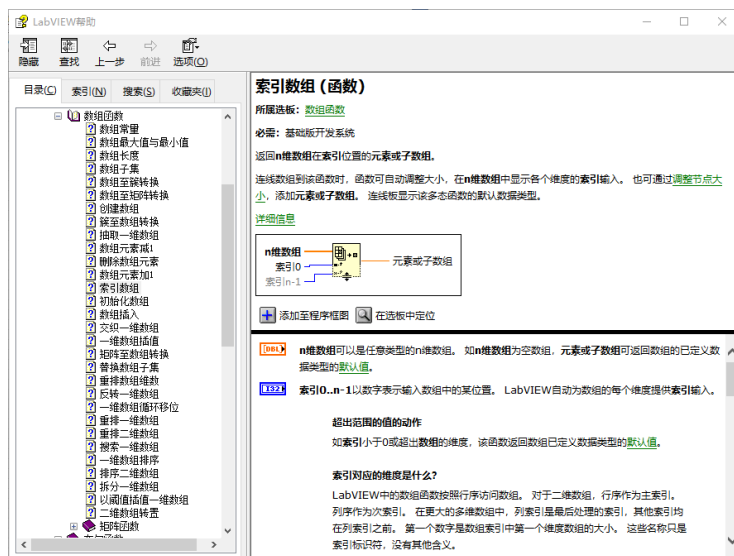 LabVIEW帮助
隐藏 查找 上一步 前进 选项(O)
目录(C) 索引(N) 搜索(S) 收藏夹(I)
数组函数
数组常量
数组最大值与最小值
数组长度
数组子集
数组至簇转换
数组至矩阵转换
创建数组
簇至数组转换
抽取一维数组
数组元素减1
删除数组元素
数组元素加1
索引数组
初始化数组
数组插入
交织一维数组
一维数组插值
矩阵至数组转换
替换数组子集
重排数组维数
反转一维数组
一维数组循环移位
重排一维数组
重排二维数组
搜索一维数组
一维数组排序
排序二维数组
拆分一维数组
以阈值插值一维数组
二维数组转置
矩阵函数
索引数组 (函数)
所属选板：数组函数
必需：基础版开发系统
返回n维数组在索引位置的元素或子数组。
连线数组到该函数时，函数可自动调整大小，在n维数组中显示各个维度的索引输入。 也可通过调整节点大
小，添加元素或子数组。 连线板显示该多态函数的默认数据类型。
详细信息
n维数组
索引0
索引n-1
元素或子数组
添加至程序框图 在选板中定位
[DBL] n维数组可以是任意类型的n维数组。 如n维数组为空数组，元素或子数组可返回数组的已定义数
据类型的默认值。
I32 索引0..n-1以数字表示输入数组中的某位置。 LabVIEW自动为数组的每个维度提供索引输入。
超出范围的值的动作
如索引小于0或超出数组的维度，该函数返回数组已定义数据类型的默认值。
索引对应的维度是什么?
LabVIEW中的数组函数按照行序访问数组。 对于二维数组，行序作为主索引。
列序作为次索引。 在更大的多维数组中，列索引是最后处理的索引，其他索引均
在列索引之前。 第一个数字是数组索引中第一个维度数组的大小。 这些名称只是
索引标识符，没有其他含义。